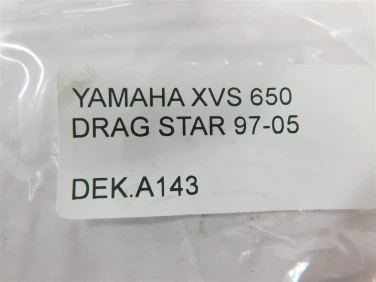 YAMAHA XVS 650
DRAG STAR 97-05
DEK.A143